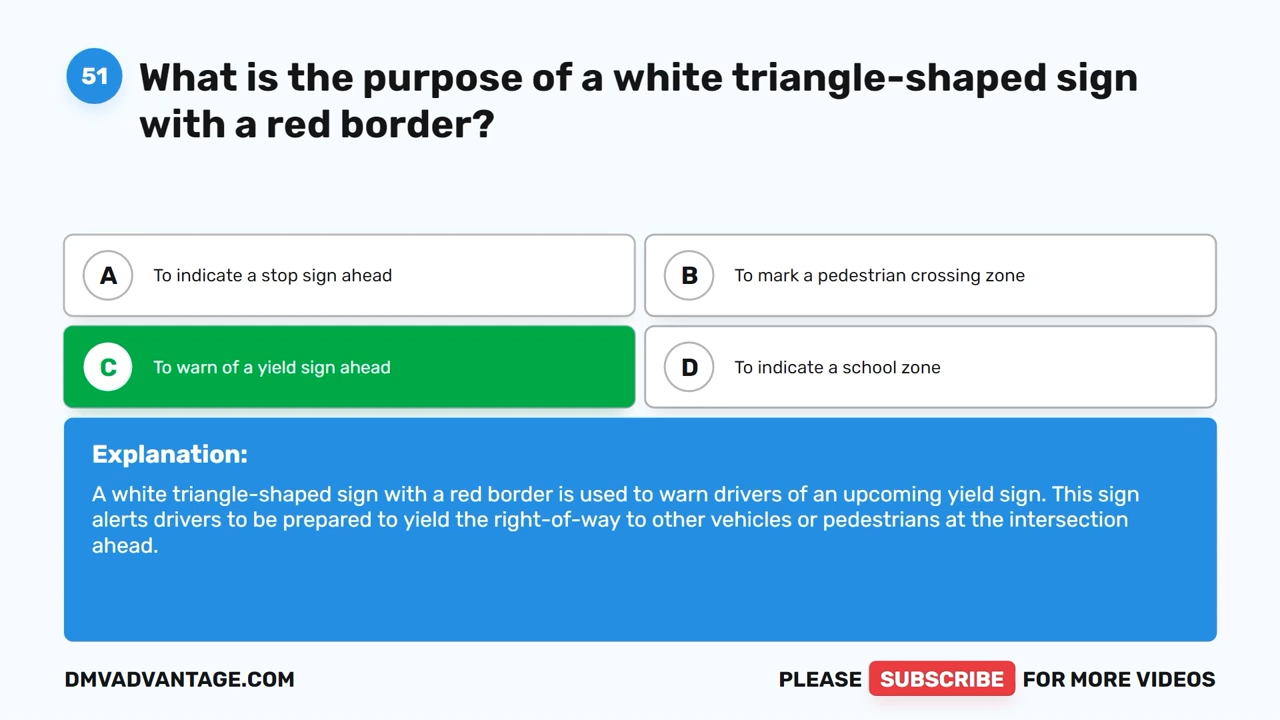 51
What is the purpose of a white triangle-shaped sign
with a red border?
A To indicate a stop sign ahead
B To mark a pedestrian crossing zone
C To warn of a yield sign ahead
D To indicate a school zone
Explanation:
A white triangle-shaped sign with a red border is used to warn drivers of an upcoming yield sign. This sign
alerts drivers to be prepared to yield the right-of-way to other vehicles or pedestrians at the intersection
ahead.
DMVADVANTAGE.COM
PLEASE SUBSCRIBE FOR MORE VIDEOS